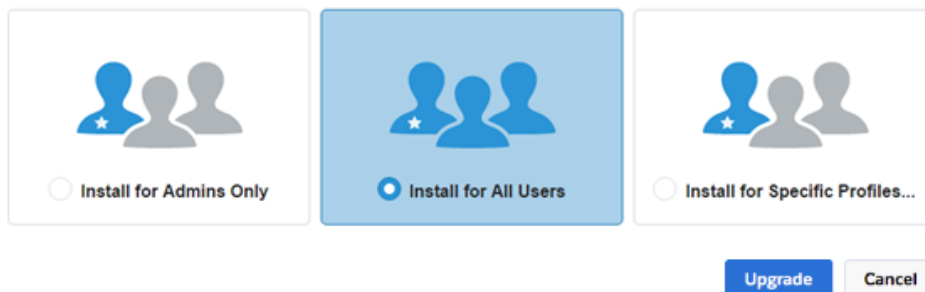 Install for Admins Only
Install for All Users
Install for Specific Profiles...
Upgrade
Cancel